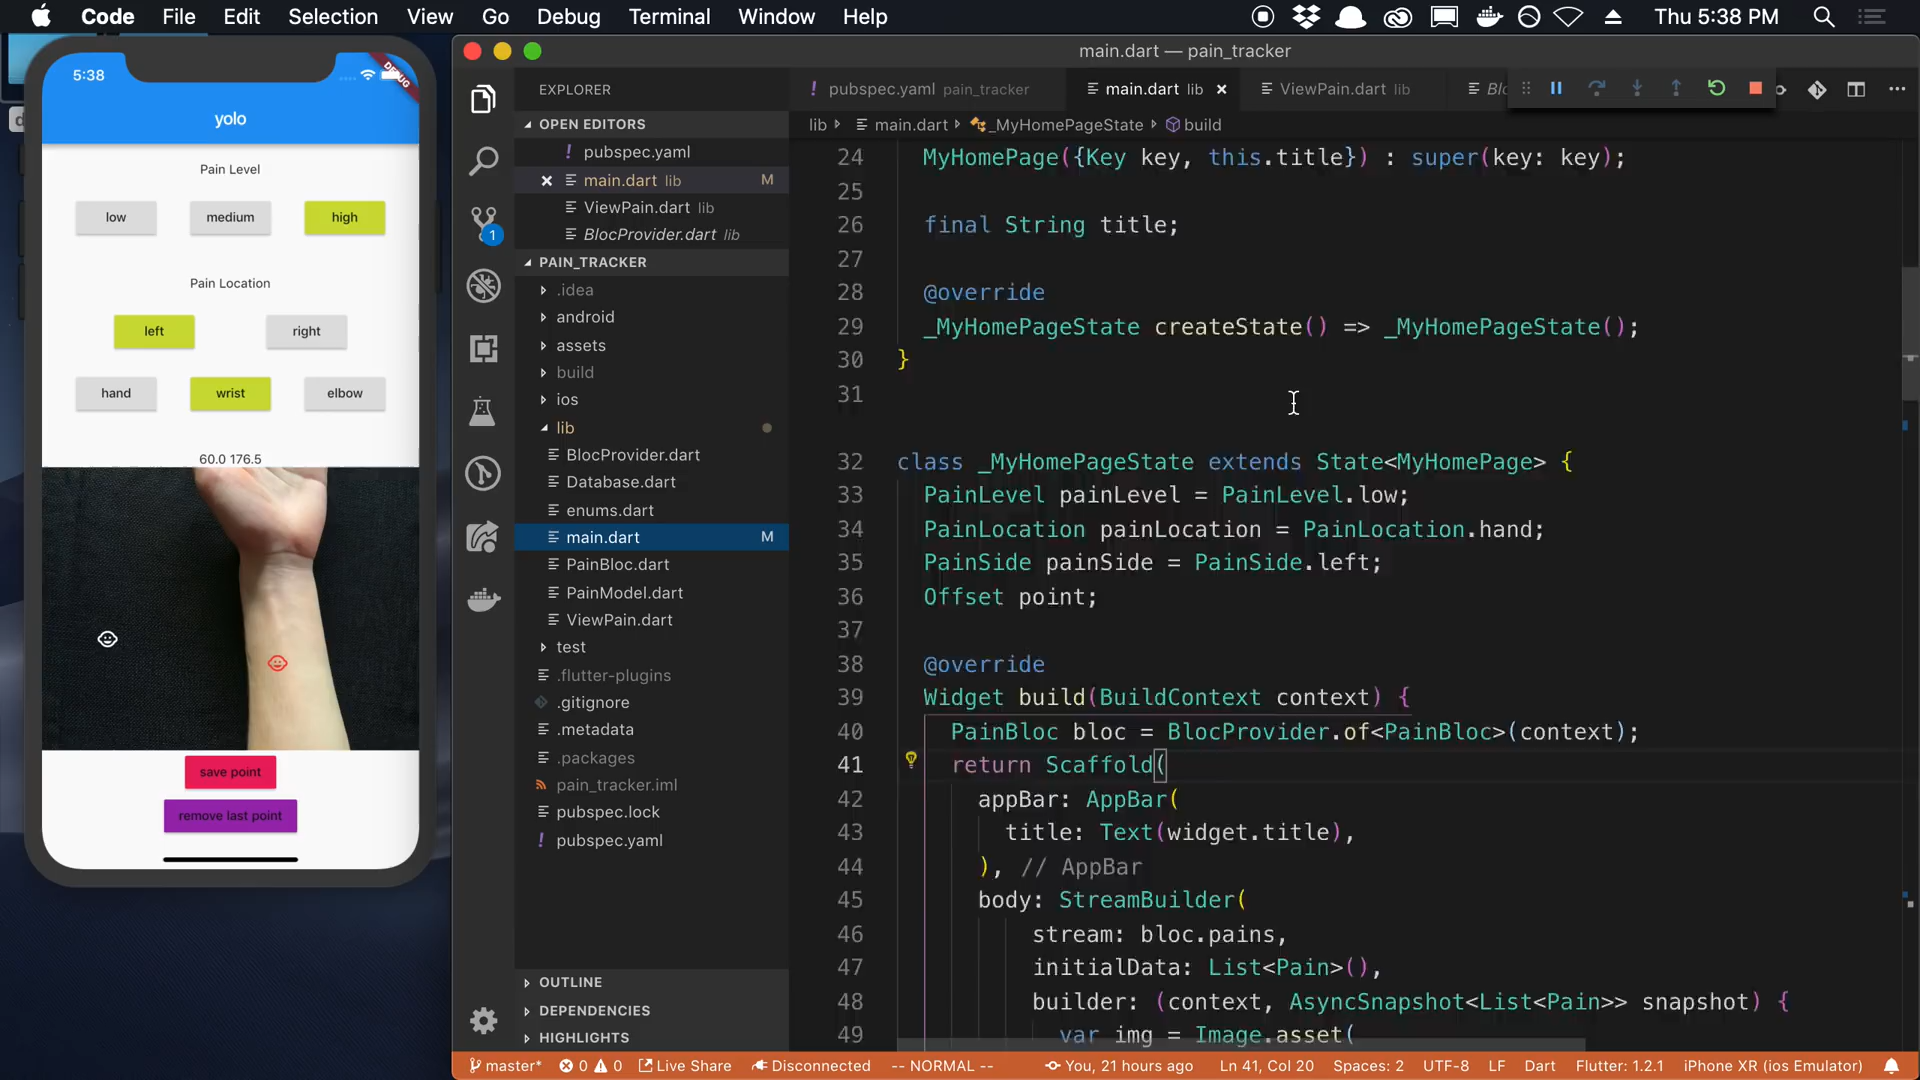 Code File Edit Selection View Go Debug Terminal Window Help
Thu 5:38 PM
5:38
DEBUG
yolo
Pain Level
low medium high
Pain Location
left right
hand wrist elbow
60.0 176.5
save point
remove last point
main.dart — pain_tracker
EXPLORER
OPEN EDITORS
! pubspec.yaml
main.dart lib M
ViewPain.dart lib
BlocProvider.dart lib
PAIN_TRACKER
.idea
android
assets
build
ios
lib
BlocProvider.dart
Database.dart
enums.dart
main.dart M
PainBloc.dart
PainModel.dart
ViewPain.dart
test
.flutter-plugins
.gitignore
.metadata
.packages
pain_tracker.iml
pubspec.lock
! pubspec.yaml
OUTLINE
DEPENDENCIES
HIGHLIGHTS
1
! pubspec.yaml pain_tracker main.dart lib ViewPain.dart lib
lib main.dart _MyHomePageState build
24 MyHomePage({Key key, this.title}) : super(key: key);
25
26 final String title;
27
28 @override
29 _MyHomePageState createState() => _MyHomePageState();
30 }
31
32 class _MyHomePageState extends State<MyHomePage> {
33 PainLevel painLevel = PainLevel.low;
34 PainLocation painLocation = PainLocation.hand;
35 PainSide painSide = PainSide.left;
36 Offset point;
37
38 @override
39 Widget build(BuildContext context) {
40 PainBloc bloc = BlocProvider.of<PainBloc>(context);
41 return Scaffold(
42 appBar: AppBar(
43 title: Text(widget.title),
44 ), // AppBar
45 body: StreamBuilder(
46 stream: bloc.pains,
47 initialData: List<Pain>(),
48 builder: (context, AsyncSnapshot<List<Pain>> snapshot) {
49 var img = Image.asset(
master* 0 0 Live Share Disconnected -- NORMAL -- You, 21 hours ago Ln 41, Col 20 Spaces: 2 UTF-8 LF Dart Flutter: 1.2.1 iPhone XR (ios Emulator)